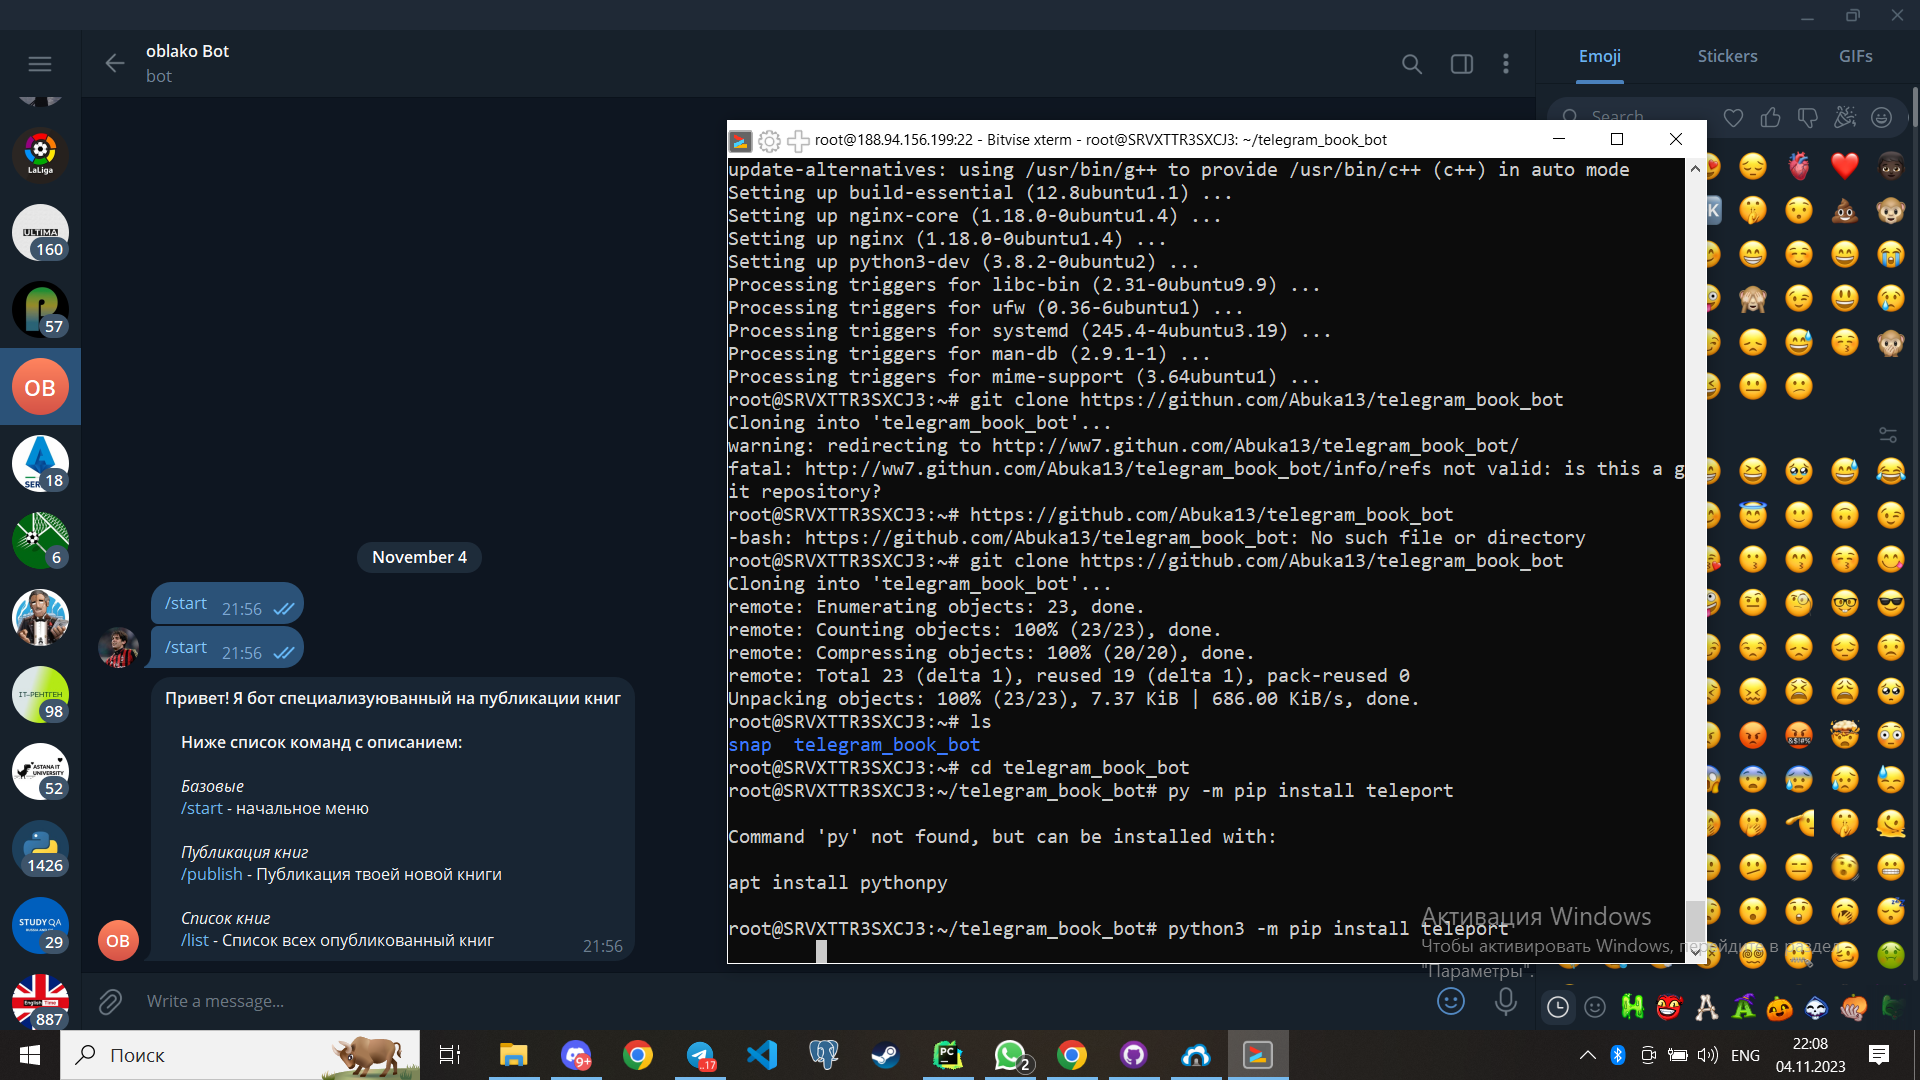 oblako Bot
bot
LaLiga
ULTIMA
160
57
OB
18
6
IT-РЕНТГЕН
98
ASTANA IT
UNIVERSITY
52
1426
STUDY QA
29
English Time
887
November 4
/start 21:56
/start 21:56
Привет! Я бот специализуюванный на публикации книг
Ниже список команд с описанием:
Базовые
/start - начальное меню
Публикация книг
/publish - Публикация твоей новой книги
Список книг
/list - Список всех опубликованный книг
21:56
OB
Write a message...
Emoji
Stickers
GIFs
Search
root@188.94.156.199:22 - Bitvise xterm - root@SRVXTTR3SXCJ3: ~/telegram_book_bot
update-alternatives: using /usr/bin/g++ to provide /usr/bin/c++ (c++) in auto mode
Setting up build-essential (12.8ubuntu1.1) ...
Setting up nginx-core (1.18.0-0ubuntu1.4) ...
Setting up nginx (1.18.0-0ubuntu1.4) ...
Setting up python3-dev (3.8.2-0ubuntu2) ...
Processing triggers for libc-bin (2.31-0ubuntu9.9) ...
Processing triggers for ufw (0.36-6ubuntu1) ...
Processing triggers for systemd (245.4-4ubuntu3.19) ...
Processing triggers for man-db (2.9.1-1) ...
Processing triggers for mime-support (3.64ubuntu1) ...
root@SRVXTTR3SXCJ3:~# git clone https://githun.com/Abuka13/telegram_book_bot
Cloning into 'telegram_book_bot'...
warning: redirecting to http://ww7.githun.com/Abuka13/telegram_book_bot/
fatal: http://ww7.githun.com/Abuka13/telegram_book_bot/info/refs not valid: is this a g
it repository?
root@SRVXTTR3SXCJ3:~# https://github.com/Abuka13/telegram_book_bot
-bash: https://github.com/Abuka13/telegram_book_bot: No such file or directory
root@SRVXTTR3SXCJ3:~# git clone https://github.com/Abuka13/telegram_book_bot
Cloning into 'telegram_book_bot'...
remote: Enumerating objects: 23, done.
remote: Counting objects: 100% (23/23), done.
remote: Compressing objects: 100% (20/20), done.
remote: Total 23 (delta 1), reused 19 (delta 1), pack-reused 0
Unpacking objects: 100% (23/23), 7.37 KiB | 686.00 KiB/s, done.
root@SRVXTTR3SXCJ3:~# ls
snap  telegram_book_bot
root@SRVXTTR3SXCJ3:~# cd telegram_book_bot
root@SRVXTTR3SXCJ3:~/telegram_book_bot# py -m pip install teleport
Command 'py' not found, but can be installed with:
apt install pythonpy
root@SRVXTTR3SXCJ3:~/telegram_book_bot# python3 -m pip install teleport
Активация Windows
Чтобы активировать Windows, перейдите в раздел
"Параметры".
Поиск
9+
..17
PC
2
ENG
22:08
04.11.2023